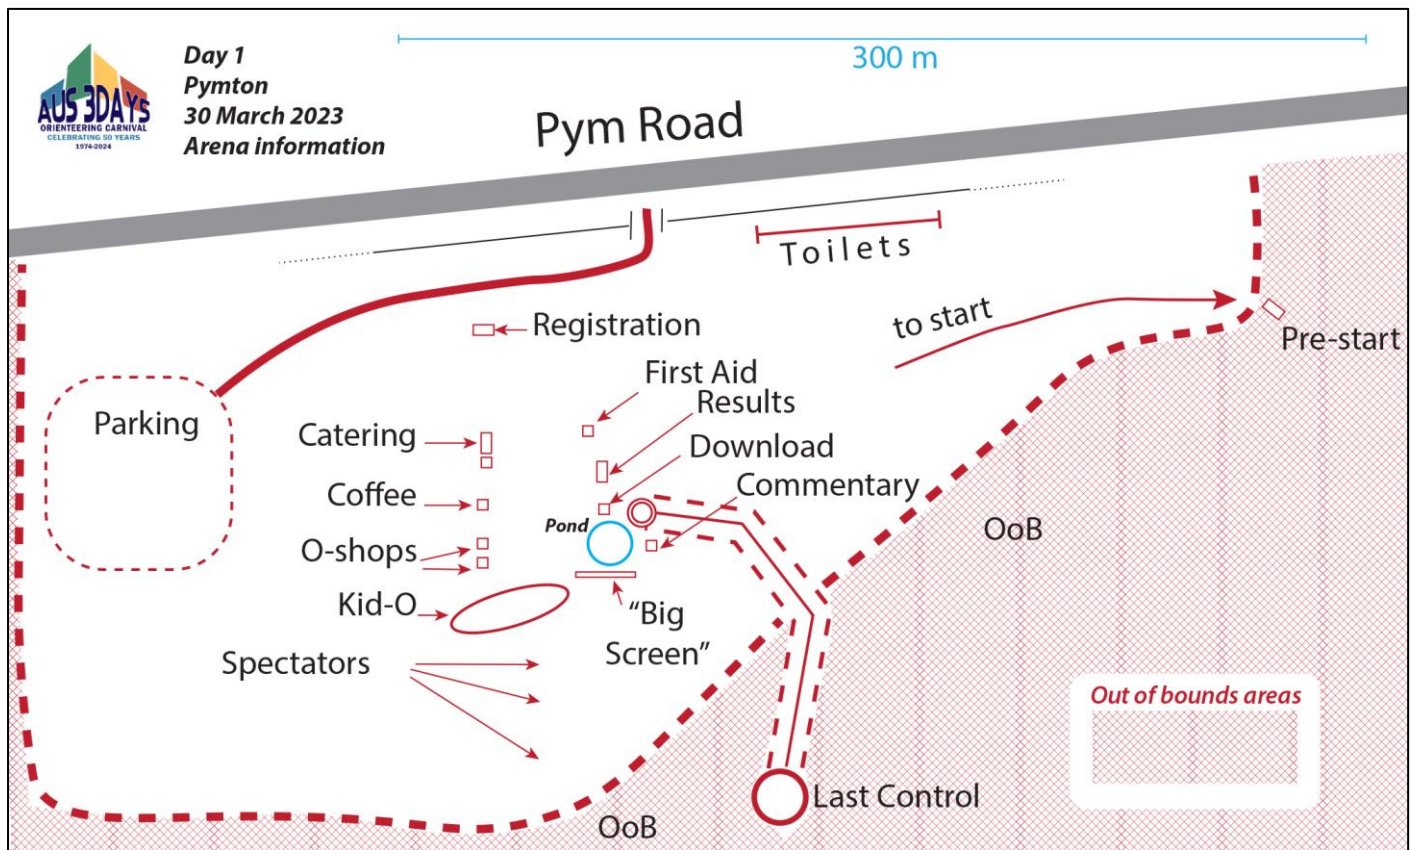 AUS 3DAYS
ORIENTEERING CARNIVAL
CELEBRATING 50 YEARS
1974-2024
Day 1
Pymton
30 March 2023
Arena information
300 m
Pym Road
Toilets
to start
Pre-start
Registration
First Aid
Results
Parking
Catering
Download
Commentary
Coffee
Pond
OoB
O-shops
Kid-O
"Big
Screen"
Spectators
Out of bounds areas
Last Control
OoB